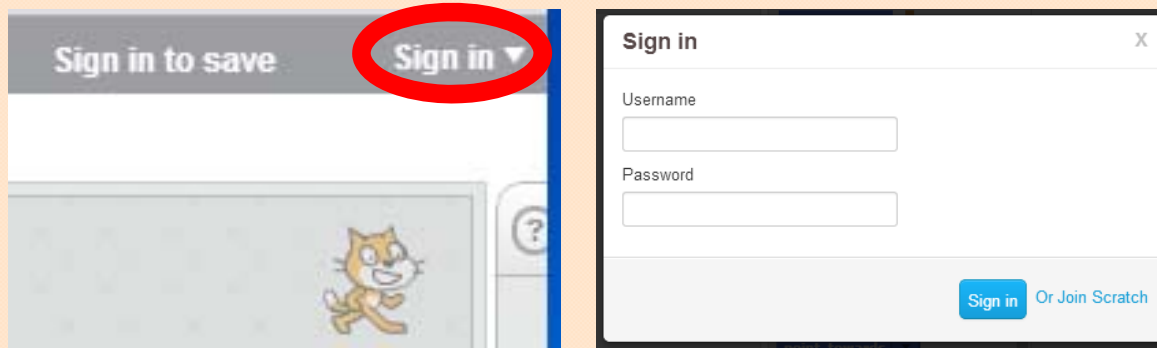 Sign in to save Sign in
?
Sign in X
Username
Password
Sign in Or Join Scratch